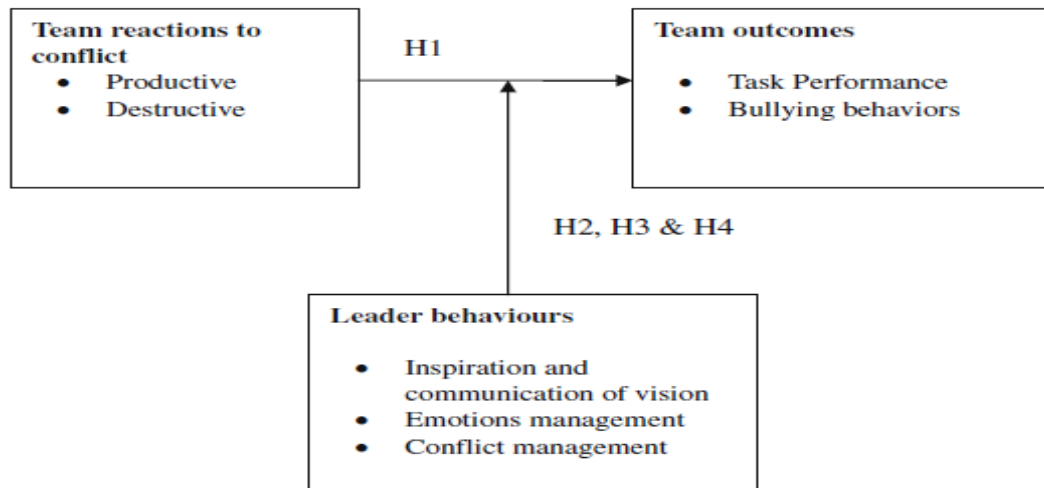 Team reactions to
conflict
• Productive
• Destructive
H1
Team outcomes
• Task Performance
• Bullying behaviors
H2, H3 & H4
Leader behaviours
• Inspiration and
communication of vision
• Emotions management
• Conflict management